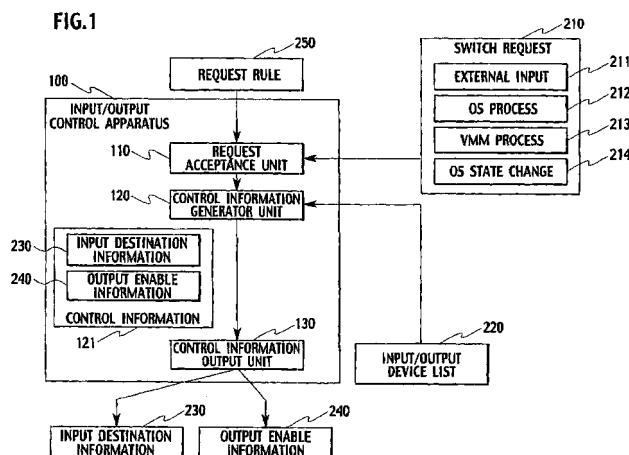 FIG.1
250
REQUEST RULE
210
SWITCH REQUEST
EXTERNAL INPUT
211
OS PROCESS
212
VMM PROCESS
213
OS STATE CHANGE
214
100
INPUT/OUTPUT
CONTROL APPARATUS
110
REQUEST
ACCEPTANCE UNIT
120
CONTROL INFORMATION
GENERATOR UNIT
230
INPUT DESTINATION
INFORMATION
240
OUTPUT ENABLE
INFORMATION
CONTROL INFORMATION
121
130
CONTROL INFORMATION
OUTPUT UNIT
220
INPUT/OUTPUT
DEVICE LIST
230
INPUT DESTINATION
INFORMATION
240
OUTPUT ENABLE
INFORMATION